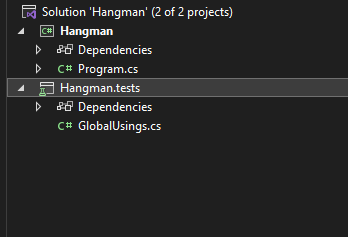 Solution 'Hangman' (2 of 2 projects)
C# Hangman
Dependencies
C# Program.cs
Hangman.tests
Dependencies
C# GlobalUsings.cs